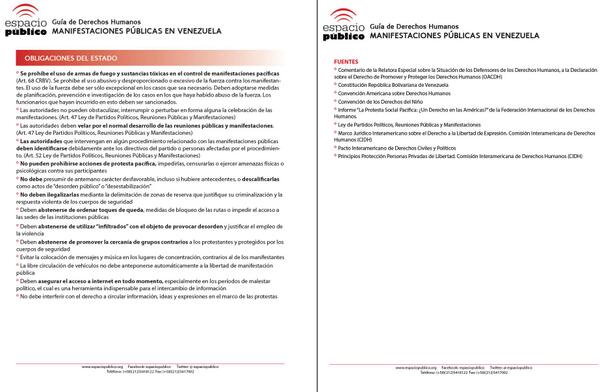 espacio
público
Guía de Derechos Humanos
MANIFESTACIONES PÚBLICAS EN VENEZUELA
OBLIGACIONES DEL ESTADO
Se prohíbe el uso de armas de fuego y sustancias tóxicas en el control de manifestaciones pacíficas
(Art. 68 CRBV). Se prohíbe el uso abusivo y desproporcionado o excesivo de la fuerza contra los manifestan-
tes. El uso de la fuerza debe ser sólo excepcional en los casos que sea necesario. Deben adoptarse medidas
de planificación, prevención e investigación de los casos en los que haya habido abuso de la fuerza. Los
funcionarios que hayan incurrido en esto deben ser sancionados.
Las autoridades no pueden obstaculizar, interrumpir o perturbar en forma alguna la celebración de las
manifestaciones. (Art. 47 Ley de Partidos Políticos, Reuniones Públicas y Manifestaciones)
Las autoridades deben velar por el normal desarrollo de las reuniones públicas y manifestaciones.
(Art. 47 Ley de Partidos Políticos, Reuniones Públicas y Manifestaciones)
Las autoridades que intervengan en algún procedimiento relacionado con las manifestaciones públicas
deben identificarse debidamente ante los directivos del partido o personas afectadas por el procedimien-
to. (Art. 52 Ley de Partidos Políticos, Reuniones Públicas y Manifestaciones)
No pueden prohibirse acciones de protesta pacífica, impedirlas, censurarlas o ejercer amenazas físicas o
psicológicas contra sus participantes
No debe presumir de antemano carácter desfavorable, incluso si hubiere antecedentes, o descalificarlas
como actos de "desorden público" o "desestabilización"
No deben ilegalizarlas mediante la delimitación de zonas de reserva que justifique su criminalización y la
respuesta violenta de los cuerpos de seguridad
Deben abstenerse de ordenar toques de queda, medidas de bloqueo de las rutas o impedir el acceso a
las sedes de las instituciones públicas
Deben abstenerse de utilizar "infiltrados" con el objeto de provocar desorden y justificar el empleo de
la violencia
Deben abstenerse de promover la cercanía de grupos contrarios a los protestantes y protegidos por los
cuerpos de seguridad
Evitar la colocación de mensajes y música en los lugares de concentración, contrarios al de los manifestantes
La libre circulación de vehículos no debe anteponerse automáticamente a la libertad de manifestación
pública
Deben asegurar el acceso a internet en todo momento, especialmente en los periodos de malestar
político, el cual es una herramienta indispensable para el intercambio de información
No debe interferir con el derecho a circular información, ideas y expresiones en el marco de las protestas
www.espaciopublico.org Facebook: espaciopublico Twitter: @espaciopublico
Teléfono: (+58)(212)5418122 Fax: (+58)(212)5417002
espacio
público
Guía de Derechos Humanos
MANIFESTACIONES PÚBLICAS EN VENEZUELA
FUENTES
Comentario de la Relatora Especial sobre la Situación de los Defensores de los Derechos Humanos, a la Declaración
sobre el Derecho de Promover y Proteger los Derechos Humanos (OACDH)
Constitución República Bolivariana de Venezuela
Convención Americana sobre Derechos Humanos
Convención de los Derechos del Niño
Informe "La Protesta Social Pacífica: ¿Un Derecho en las Américas?" de la Federación Internacional de los Derechos
Humanos.
Ley de Partidos Políticos, Reuniones Públicas y Manifestaciones
Marco Jurídico Interamericano sobre el Derecho a la Libertad de Expresión. Comisión Interamericana de Derechos
Humanos (CIDH)
Pacto Interamericano de Derechos Civiles y Políticos
Principios Protección Personas Privadas de Libertad. Comisión Interamericana de Derechos Humanos (CIDH)
www.espaciopublico.org Facebook: espaciopublico Twitter: @espaciopublico
Teléfono: (+58)(212)5418122 Fax: (+58)(212)5417002